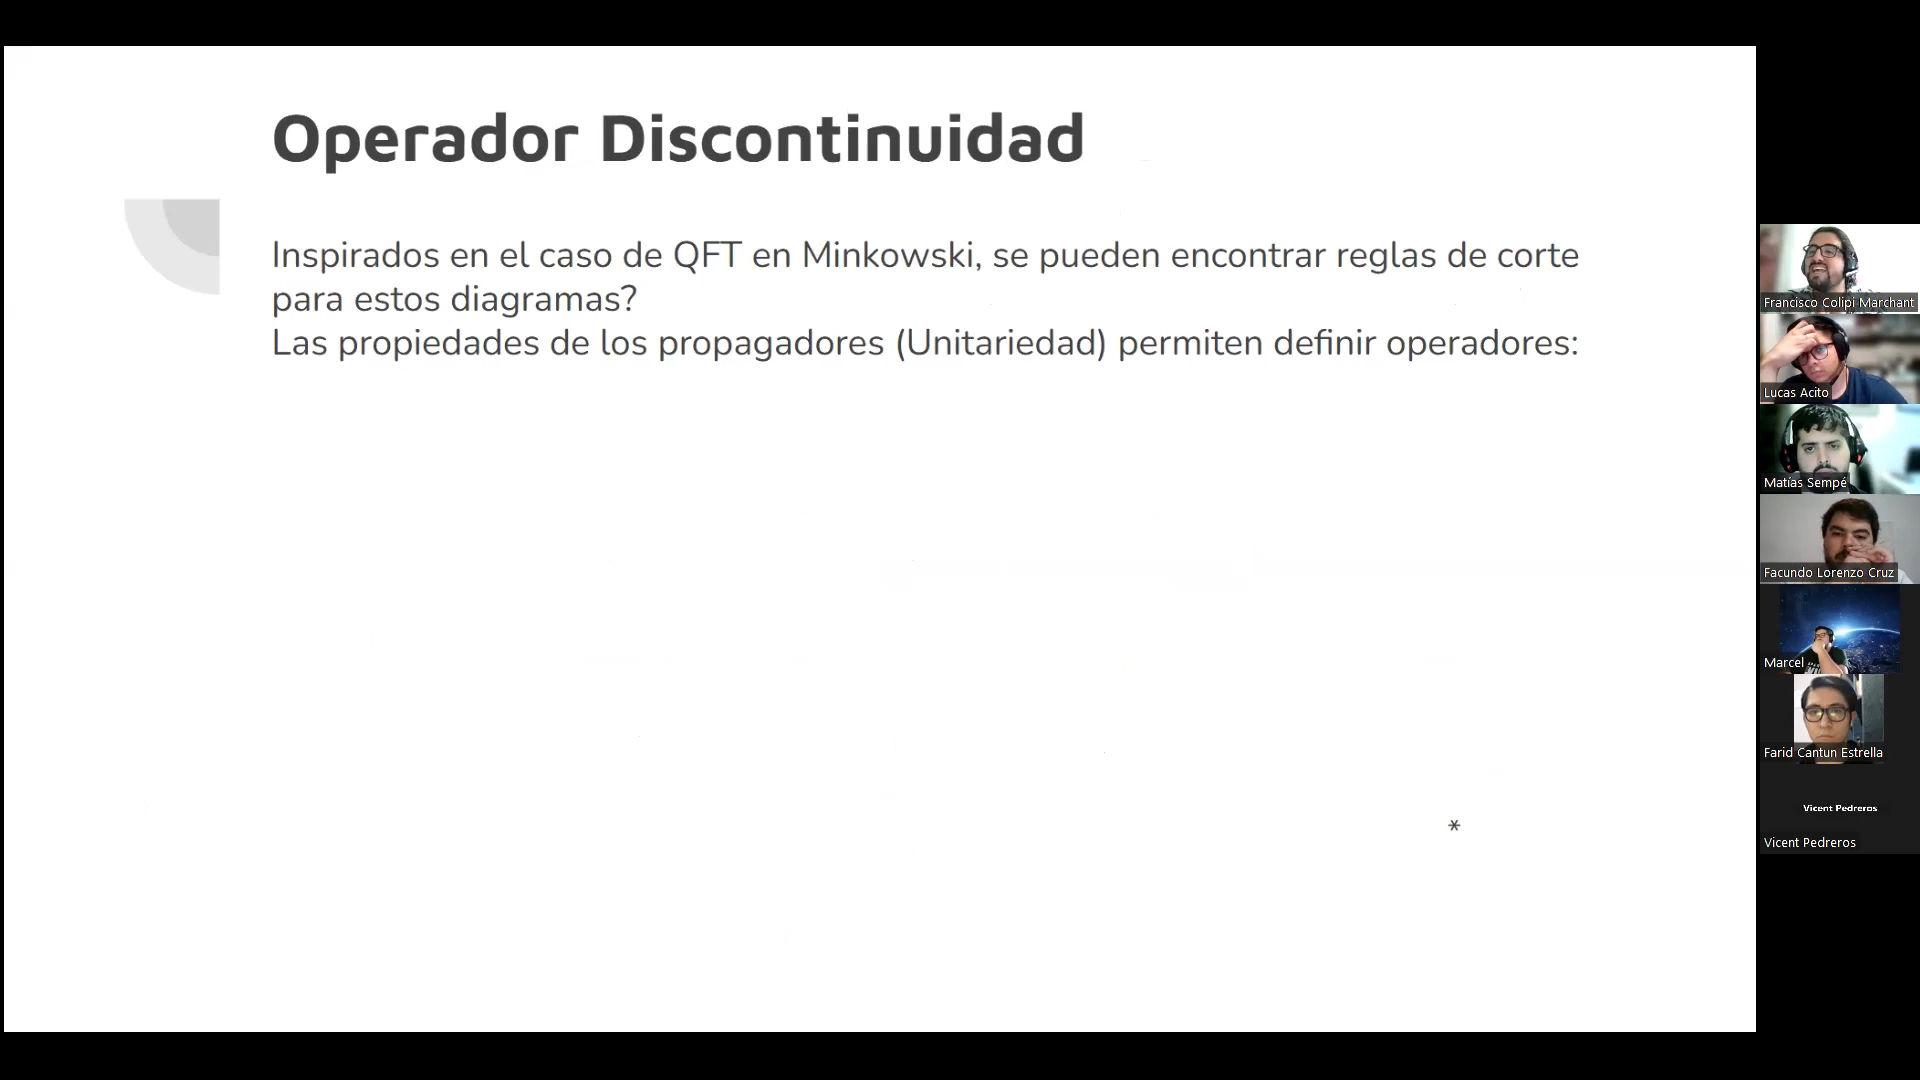 Operador Discontinuidad
Inspirados en el caso de QFT en Minkowski, se pueden encontrar reglas de corte
para estos diagramas?
Las propiedades de los propagadores (Unitariedad) permiten definir operadores:
*
Francisco Colipi Marchant
Lucas Acito
Matías Sempé
Facundo Lorenzo Cruz
Marcel
Farid Cantun Estrella
Vicent Pedreros
Vicent Pedreros